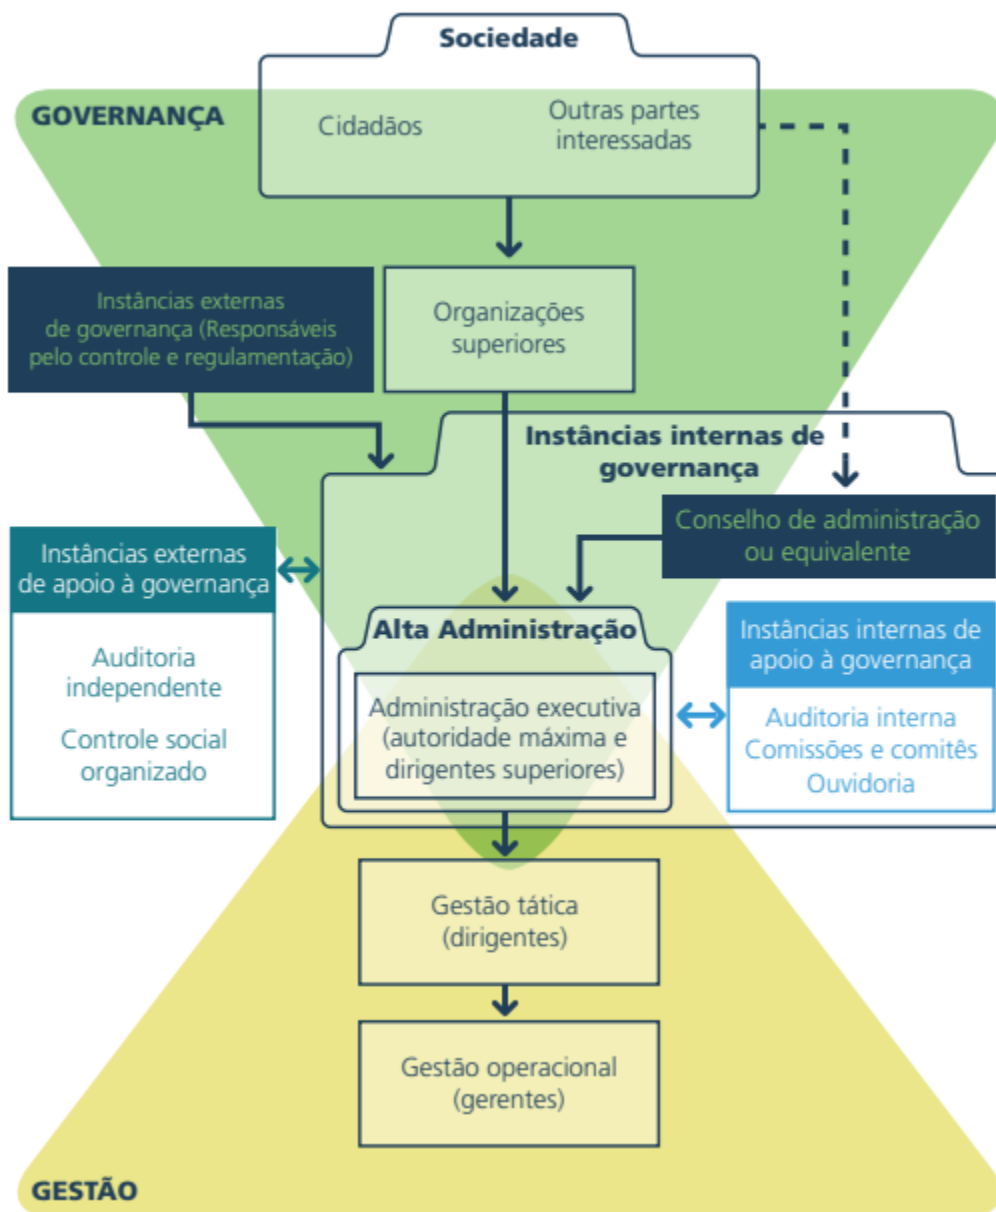 Sociedade
GOVERNANÇA
Cidadãos
Outras partes
interessadas
Instâncias externas
de governança (Responsáveis
pelo controle e regulamentação)
Organizações
superiores
Instâncias internas de
governança
Conselho de administração
ou equivalente
Instâncias externas
de apoio à governança
Auditoria
independente
Controle social
organizado
Alta Administração
Administração executiva
(autoridade máxima e
dirigentes superiores)
Instâncias internas de
apoio à governança
Auditoria interna
Comissões e comitês
Ouvidoria
Gestão tática
(dirigentes)
Gestão operacional
(gerentes)
GESTÃO